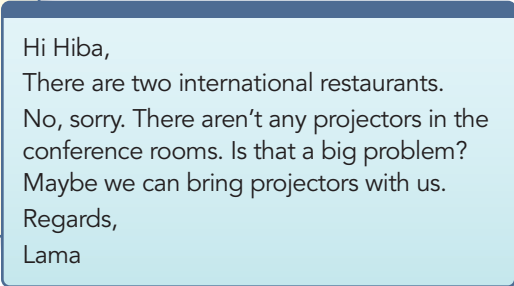 Hi Hiba,
There are two international restaurants.
No, sorry. There aren't any projectors in the
conference rooms. Is that a big problem?
Maybe we can bring projectors with us.
Regards,
Lama